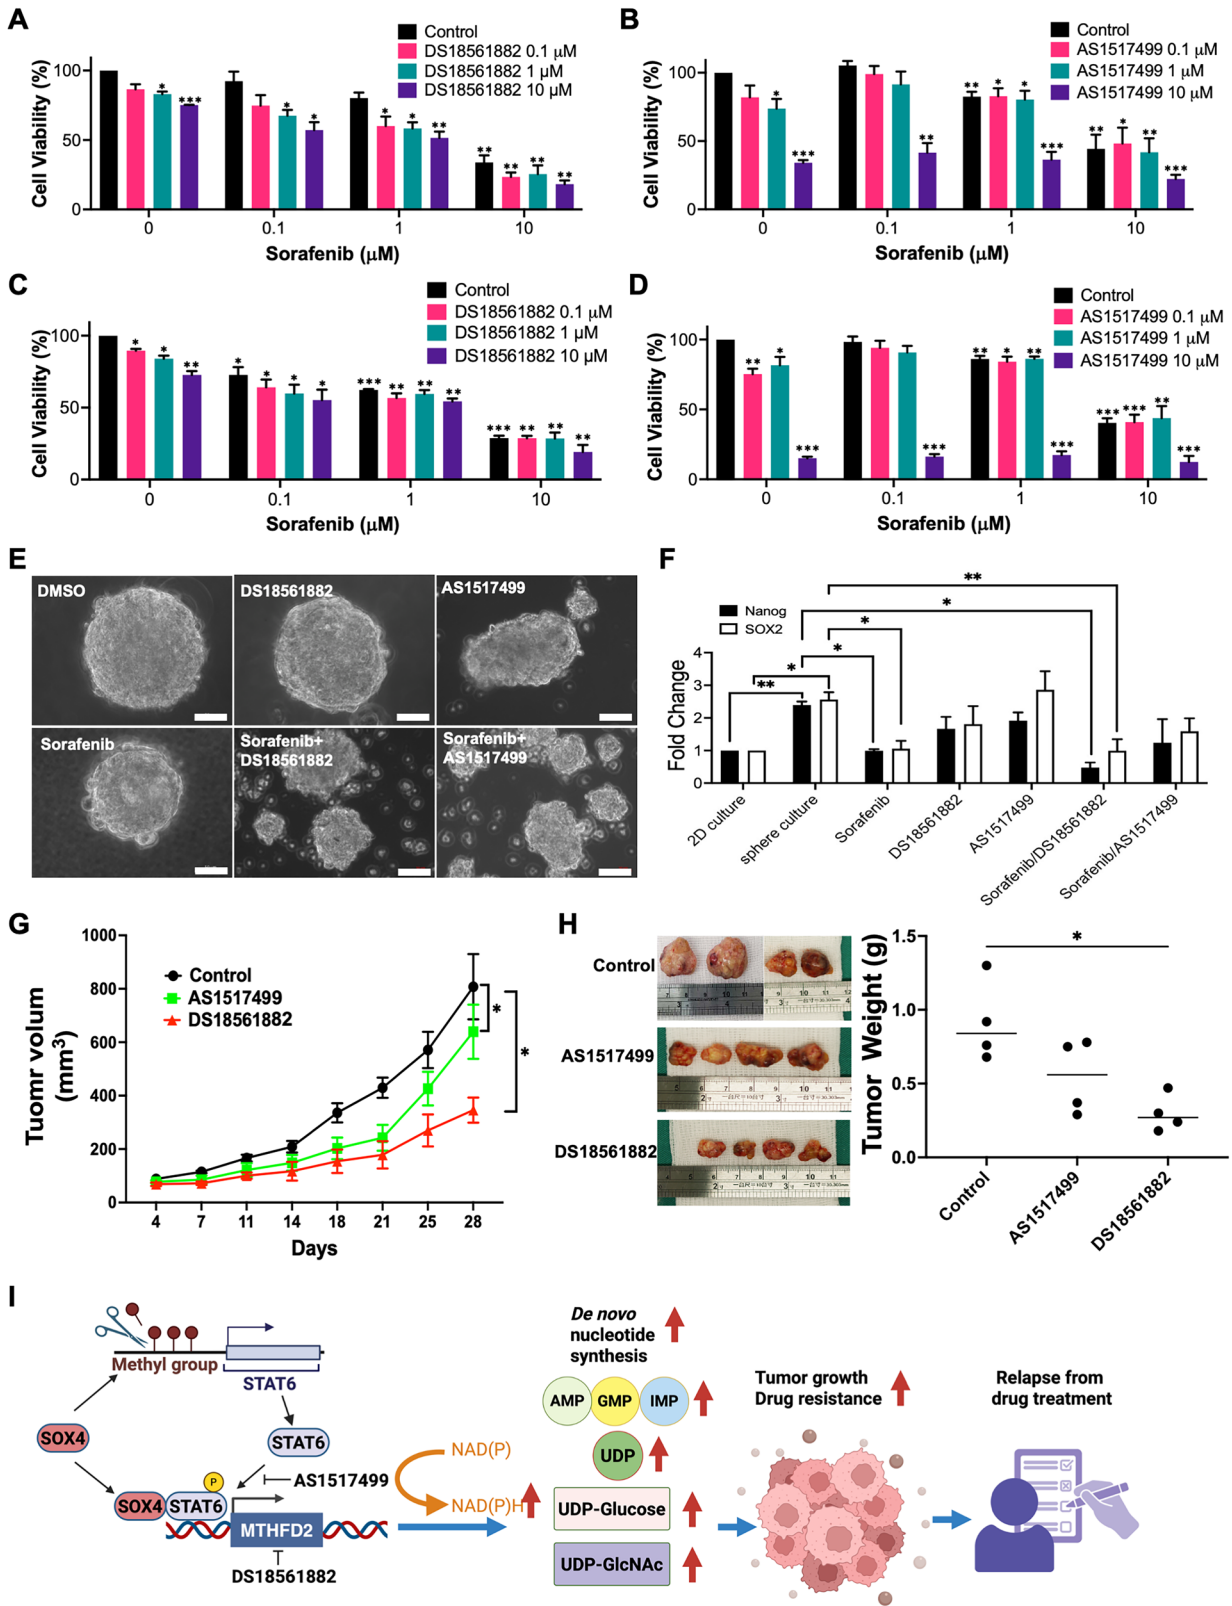 A
Control
DS18561882 0.1 μM
DS18561882 1 μM
DS18561882 10 μM
Cell Viability (%)
100
50
0
* *** * * * ** ** ** ** **
0 0.1 1 10
Sorafenib (μM)
B
Control
AS1517499 0.1 μM
AS1517499 1 μM
AS1517499 10 μM
Cell Viability (%)
100
50
0
* *** ** ** * * *** ** * ** ***
0 0.1 1 10
Sorafenib (μM)
C
Control
DS18561882 0.1 μM
DS18561882 1 μM
DS18561882 10 μM
Cell Viability (%)
100
50
0
* * ** * * * * *** ** ** ** *** ** ** **
0 0.1 1 10
Sorafenib (μM)
D
Control
AS1517499 0.1 μM
AS1517499 1 μM
AS1517499 10 μM
Cell Viability (%)
100
50
0
** * *** *** ** * ** *** *** *** ** ***
0 0.1 1 10
Sorafenib (μM)
E
DMSO
DS18561882
AS1517499
Sorafenib
Sorafenib+
DS18561882
Sorafenib+
AS1517499
F
Nanog
SOX2
**
*
*
*
*
**
Fold Change
4
3
2
1
0
2D culture
sphere culture
Sorafenib
DS18561882
AS1517499
Sorafenib/DS18561882
Sorafenib/AS1517499
G
Tuomr volum
(mm3)
1000
800
600
400
200
0
Control
AS1517499
DS18561882
*
*
4 7 11 14 18 21 25 28
Days
H
Control
AS1517499
DS18561882
Tumor Weight (g)
1.5
1.0
0.5
0.0
*
Control
AS1517499
DS18561882
I
Methyl group
STAT6
SOX4
STAT6
AS1517499
P
SOX4
STAT6
MTHFD2
DS18561882
NAD(P)
NAD(P)H
De novo
nucleotide
synthesis
AMP
GMP
IMP
UDP
UDP-Glucose
UDP-GlcNAc
Tumor growth
Drug resistance
Relapse from
drug treatment